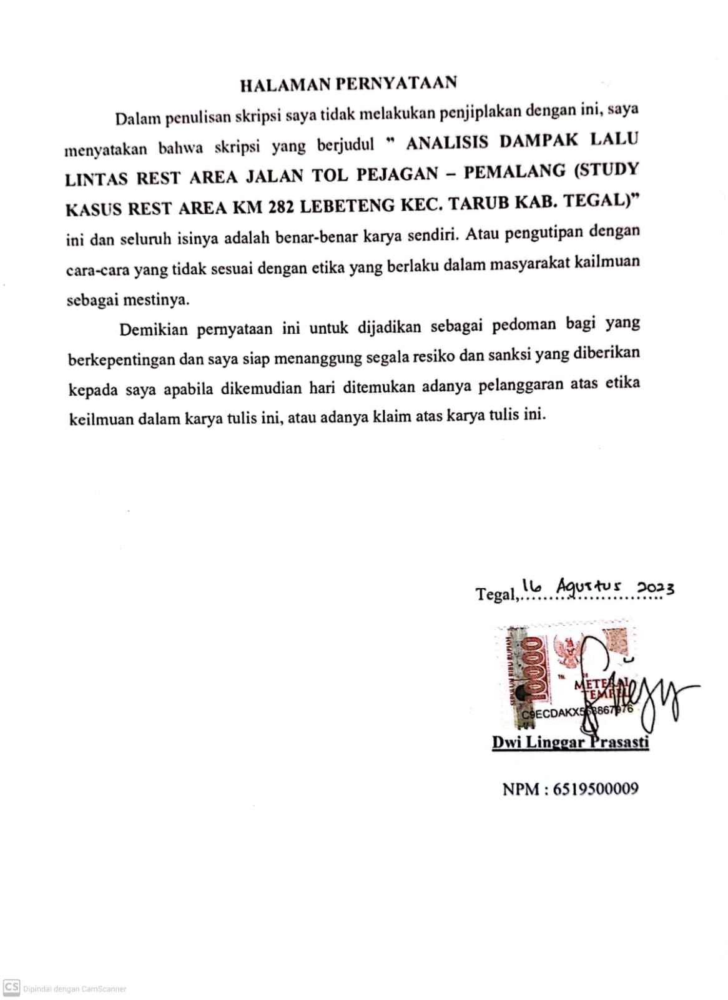 HALAMAN PERNYATAAN
Dalam penulisan skripsi saya tidak melakukan penjiplakan dengan ini, saya
menyatakan bahwa skripsi yang berjudul ” ANALISIS DAMPAK LALU
LINTAS REST AREA JALAN TOL PEJAGAN – PEMALANG (STUDY
KASUS REST AREA KM 282 LEBETENG KEC. TARUB KAB. TEGAL)”
ini dan seluruh isinya adalah benar-benar karya sendiri. Atau pengutipan dengan
cara-cara yang tidak sesuai dengan etika yang berlaku dalam masyarakat kailmuan
sebagai mestinya.
Demikian pernyataan ini untuk dijadikan sebagai pedoman bagi yang
berkepentingan dan saya siap menanggung segala resiko dan sanksi yang diberikan
kepada saya apabila dikemudian hari ditemukan adanya pelanggaran atas etika
keilmuan dalam karya tulis ini, atau adanya klaim atas karya tulis ini.
Tegal, 16 Agustus 2023
SEPULUH RIBU RUPIAH
10000
TGL.
METERAI
TEMPEL
Dwi Linggar Prasasti
NPM : 6519500009
CS Dipindai dengan CamScanner